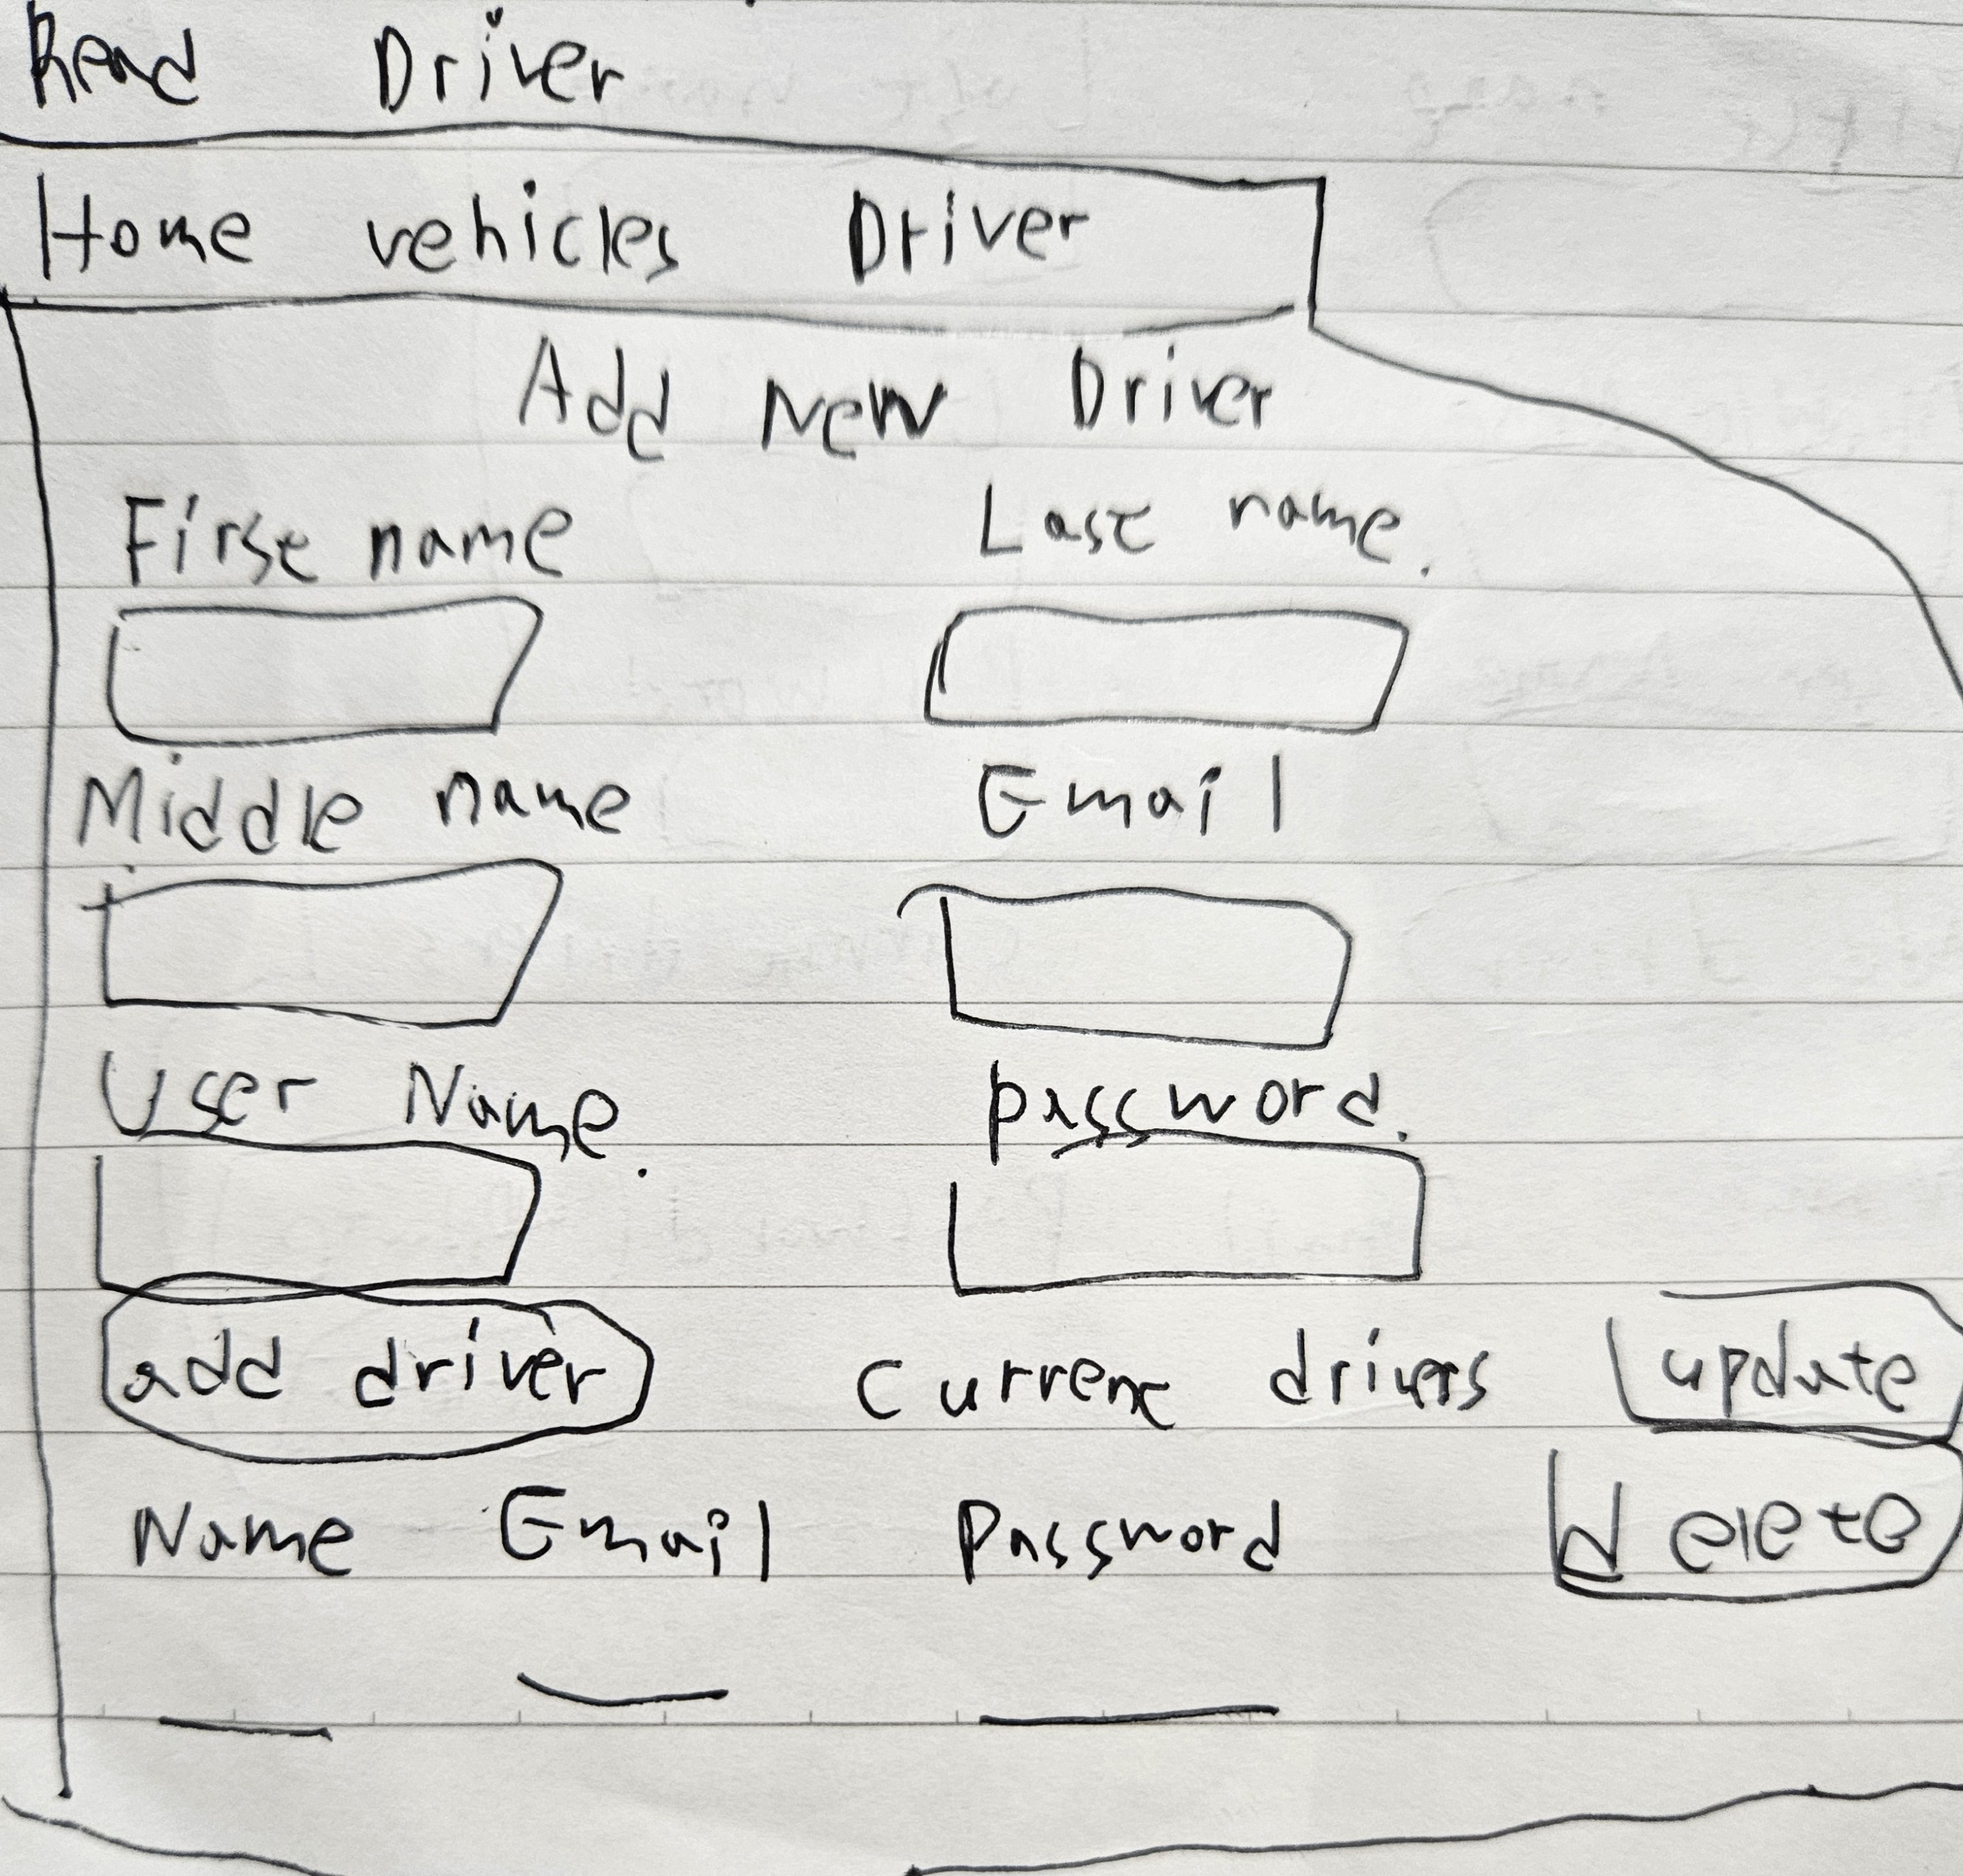 Read Driver
Home vehicles Driver
Add New Driver
First name Last name.
Middle name Email
User Name. password.
add driver current drivers update
Name Email Password delete